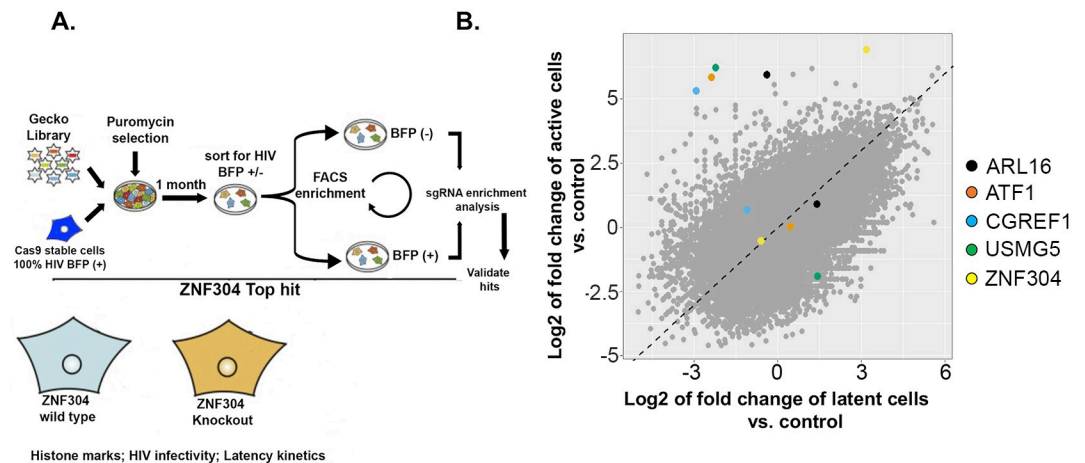 A.
Gecko
Library
Puromycin
selection
Cas9 stable cells
100% HIV BFP (+)
1 month
sort for HIV
BFP +/-
FACS
enrichment
BFP (-)
BFP (+)
sgRNA enrichment
analysis
Validate
hits
ZNF304 Top hit
ZNF304
wild type
ZNF304
Knockout
Histone marks; HIV infectivity; Latency kinetics
B.
Log2 of fold change of active cells
vs. control
5
2.5
0
-2.5
-5
-3
0
3
6
Log2 of fold change of latent cells
vs. control
ARL16
ATF1
CGREF1
USMG5
ZNF304